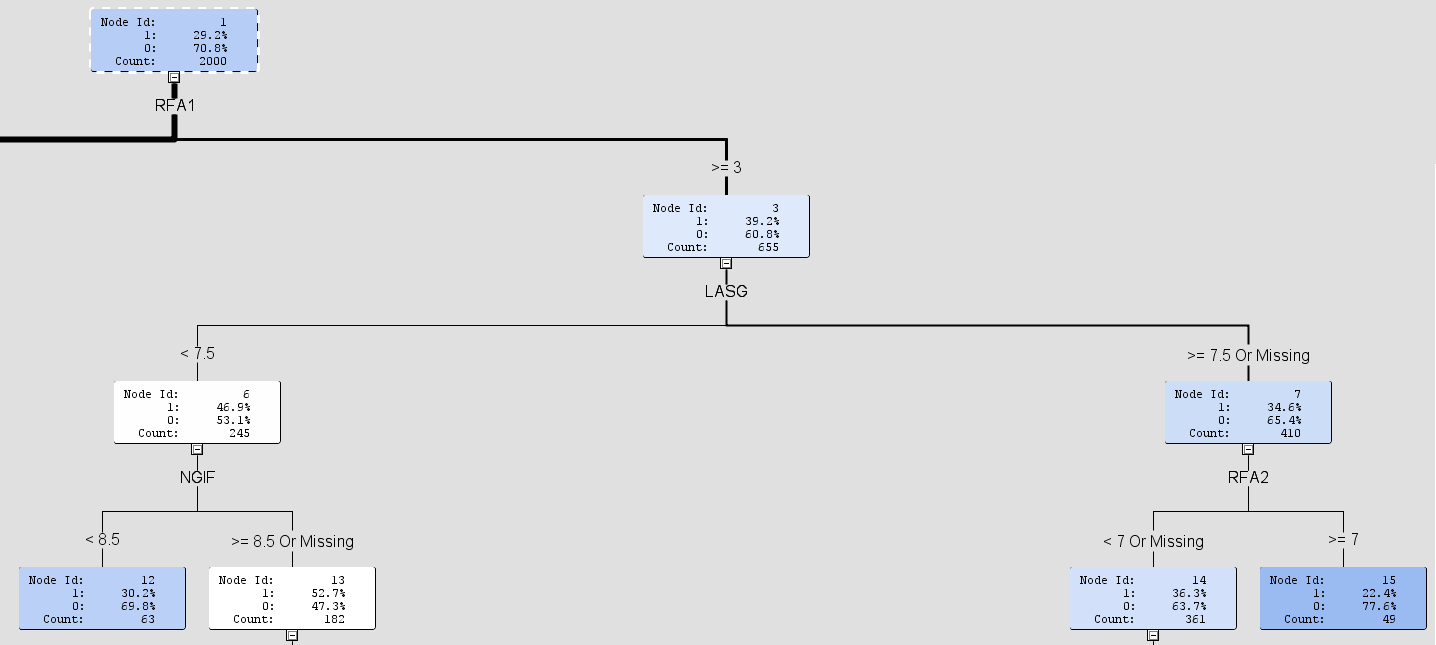 Node Id: 1
1: 29.2%
0: 70.8%
Count: 2000
RFA1
>= 3
Node Id: 3
1: 39.2%
0: 60.8%
Count: 655
LASG
< 7.5
>= 7.5 Or Missing
Node Id: 6
1: 46.9%
0: 53.1%
Count: 245
Node Id: 7
1: 34.6%
0: 65.4%
Count: 410
NGIF
RFA2
< 8.5
>= 8.5 Or Missing
< 7 Or Missing
>= 7
Node Id: 12
1: 30.2%
0: 69.8%
Count: 63
Node Id: 13
1: 52.7%
0: 47.3%
Count: 182
Node Id: 14
1: 36.3%
0: 63.7%
Count: 361
Node Id: 15
1: 22.4%
0: 77.6%
Count: 49